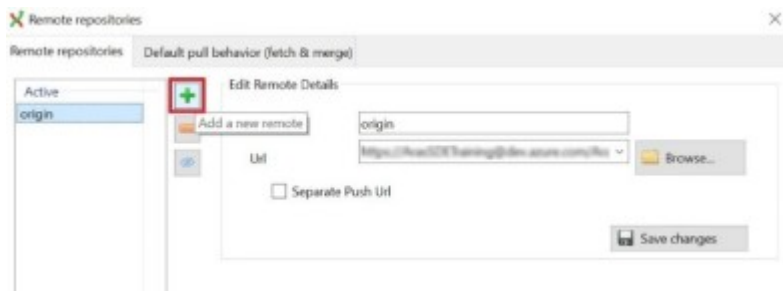 Remote repositories
Remote repositories Default pull behavior (fetch & merge)
Active
origin
Add a new remote
Edit Remote Details
origin
Url
Browse...
Separate Push Url
Save changes